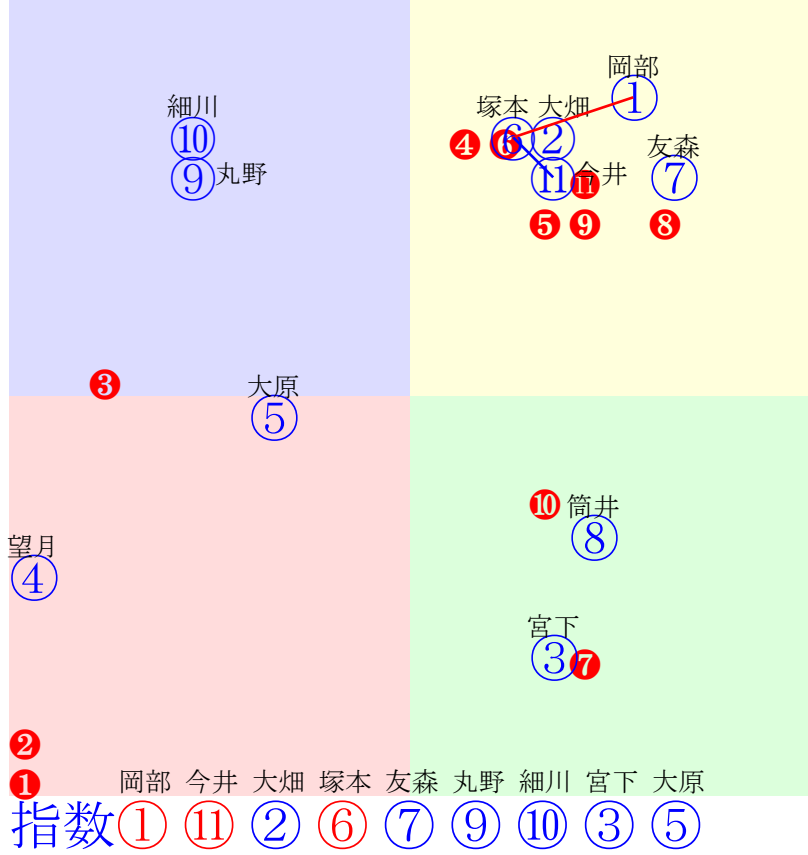 岡部
①
細川
塚本 大畑
⑩
❹ ❻ ⑥ ②
友森
⑨ 丸野
⑪ ⓫ 今井
⑦
❺ ❾ ❽
❸
大原
⑤
❿ 筒井
⑧
望月
④
宮下
③ ❼
❷
❶
岡部 今井 大畑 塚本 友森 丸野 細川 宮下 大原
指数 ① ⑪ ② ⑥ ⑦ ⑨ ⑩ ③ ⑤